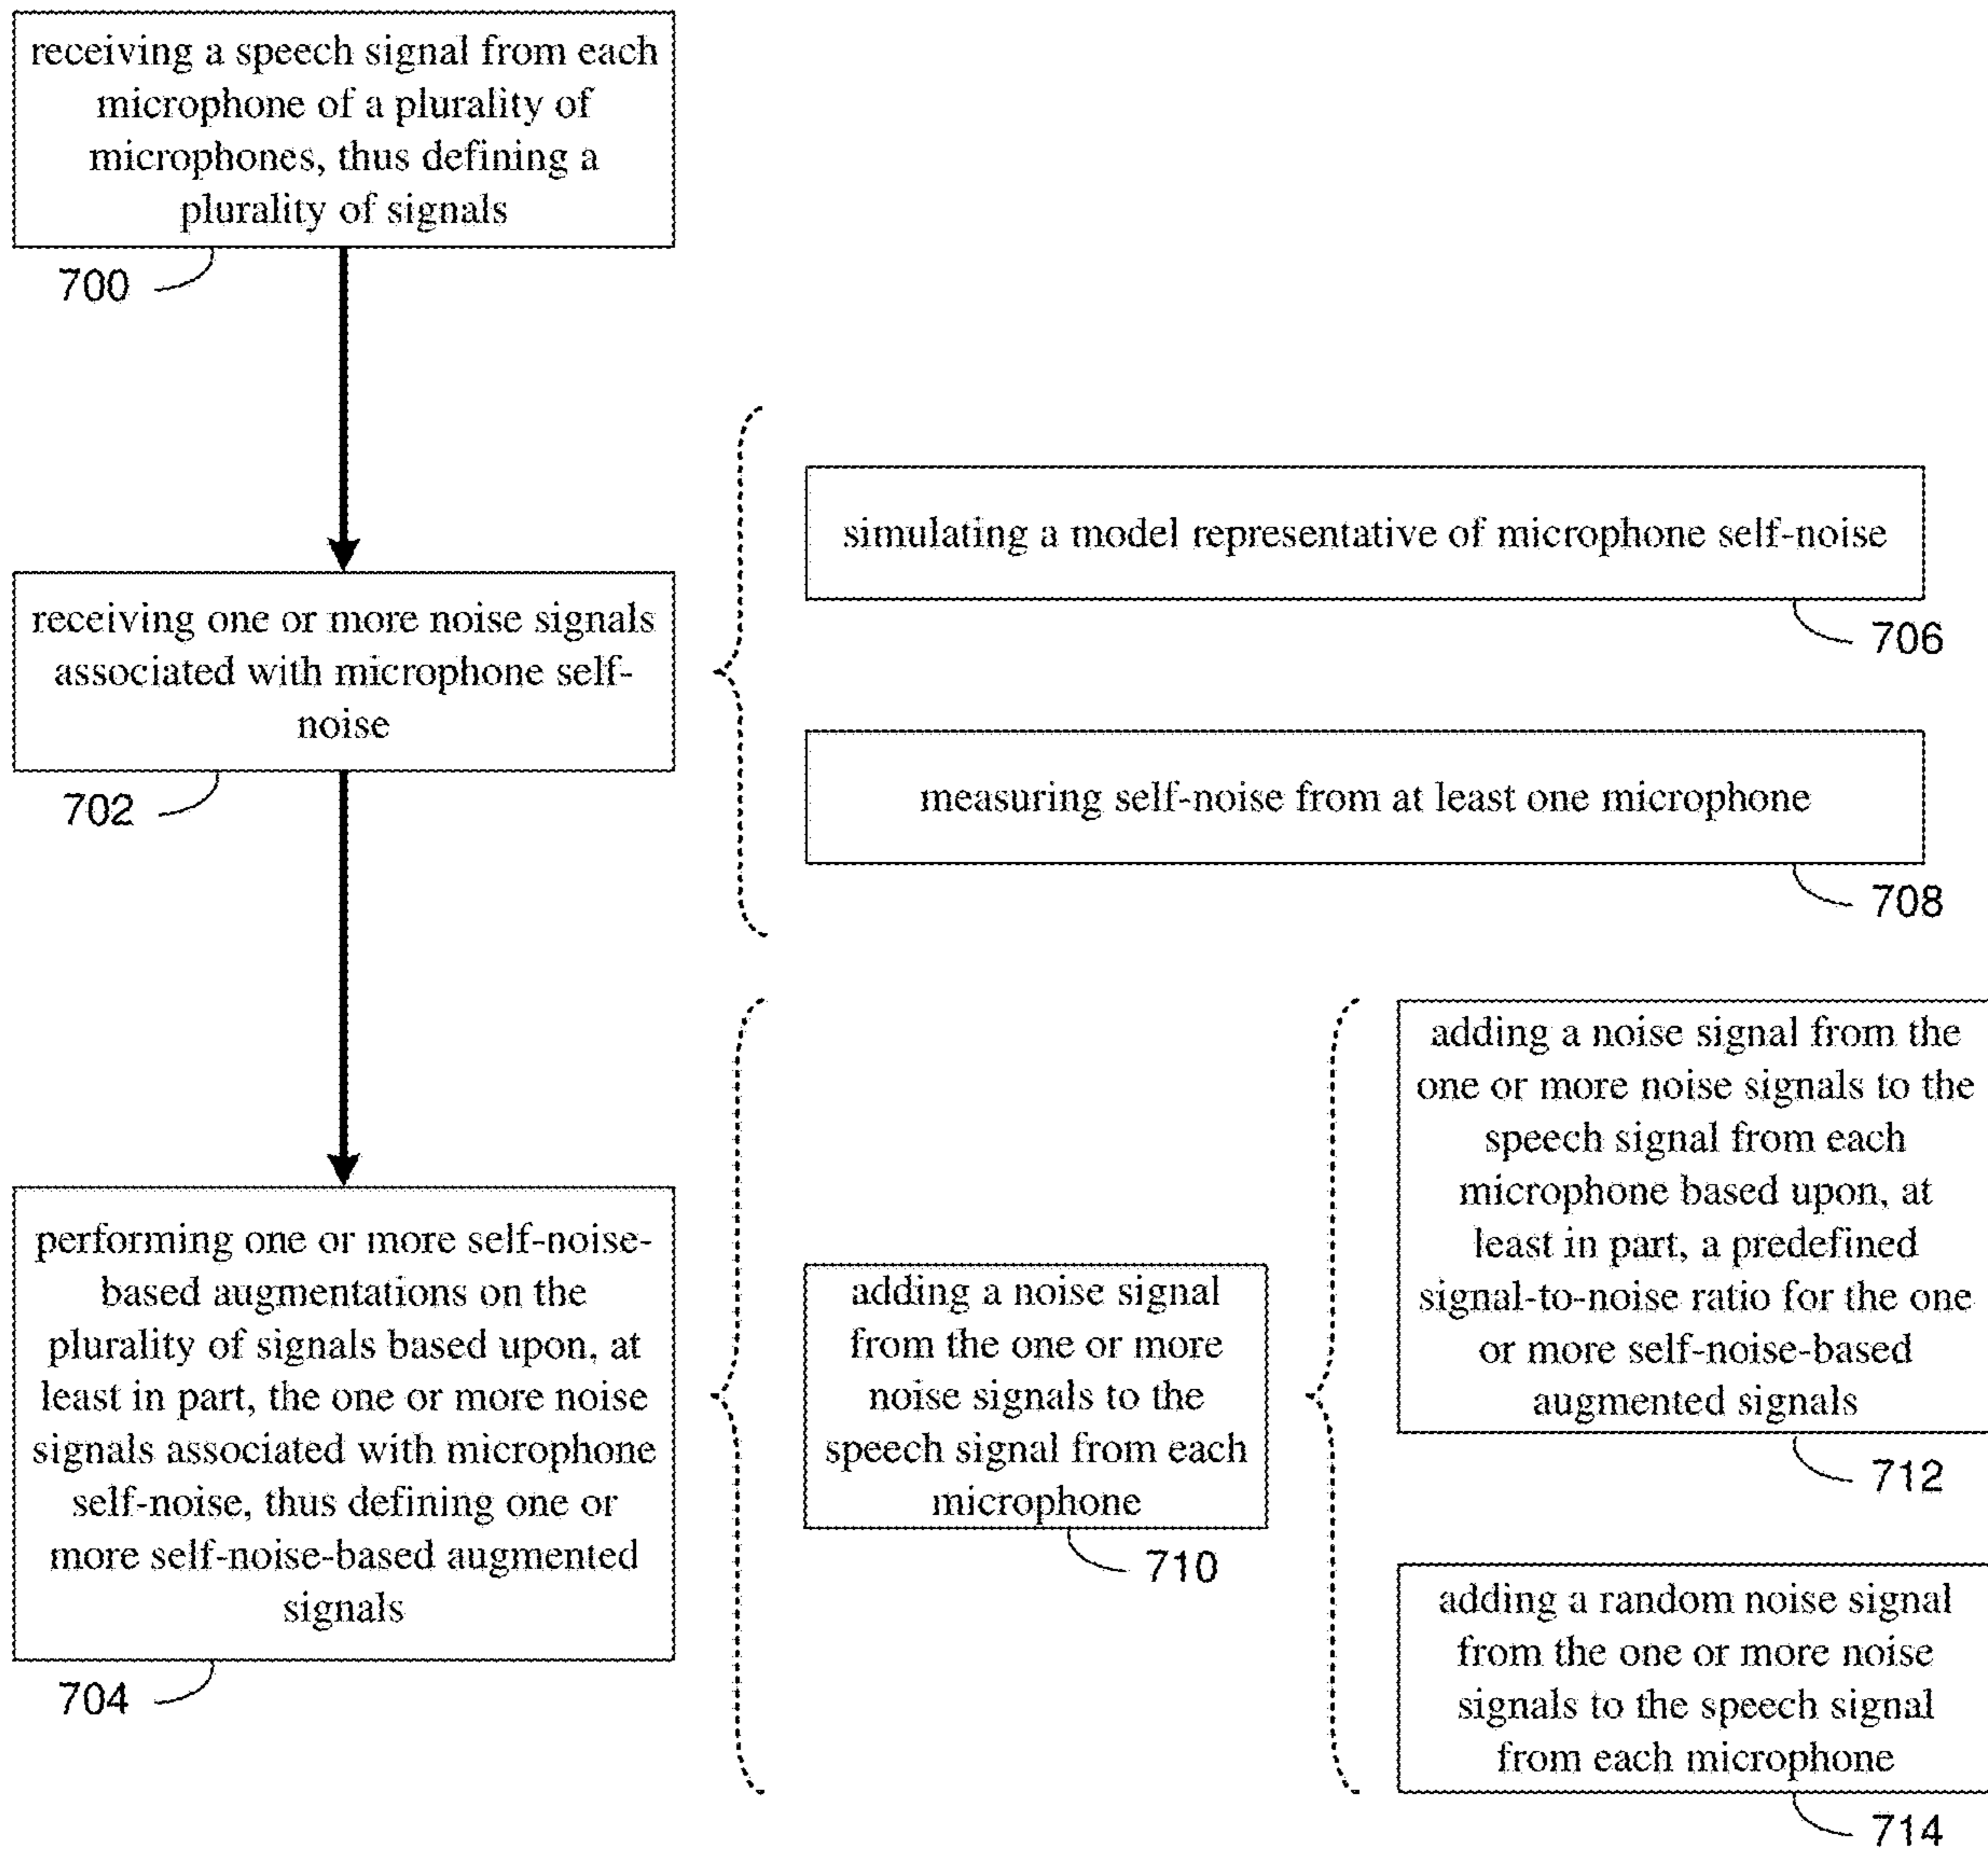 receiving a speech signal from each
microphone of a plurality of
microphones, thus defining a
plurality of signals
700
receiving one or more noise signals
associated with microphone self-
noise
702
simulating a model representative of microphone self-noise
706
measuring self-noise from at least one microphone
708
performing one or more self-noise-
based augmentations on the
plurality of signals based upon, at
least in part, the one or more noise
signals associated with microphone
self-noise, thus defining one or
more self-noise-based augmented
signals
704
adding a noise signal
from the one or more
noise signals to the
speech signal from each
microphone
710
adding a noise signal from the
one or more noise signals to the
speech signal from each
microphone based upon, at
least in part, a predefined
signal-to-noise ratio for the one
or more self-noise-based
augmented signals
712
adding a random noise signal
from the one or more noise
signals to the speech signal
from each microphone
714